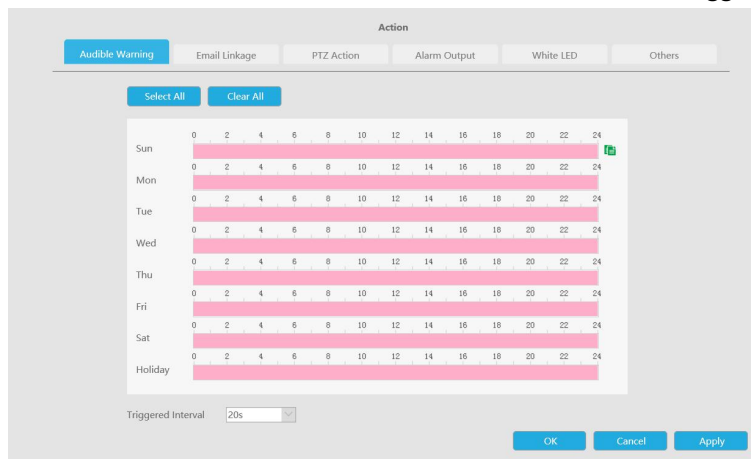 Action
Audible Warning Email Linkage PTZ Action Alarm Output White LED Others
Select All Clear All
0 2 4 6 8 10 12 14 16 18 20 22 24
Sun
0 2 4 6 8 10 12 14 16 18 20 22 24
Mon
0 2 4 6 8 10 12 14 16 18 20 22 24
Tue
0 2 4 6 8 10 12 14 16 18 20 22 24
Wed
0 2 4 6 8 10 12 14 16 18 20 22 24
Thu
0 2 4 6 8 10 12 14 16 18 20 22 24
Fri
0 2 4 6 8 10 12 14 16 18 20 22 24
Sat
0 2 4 6 8 10 12 14 16 18 20 22 24
Holiday
Triggered Interval 20s
OK Cancel Apply